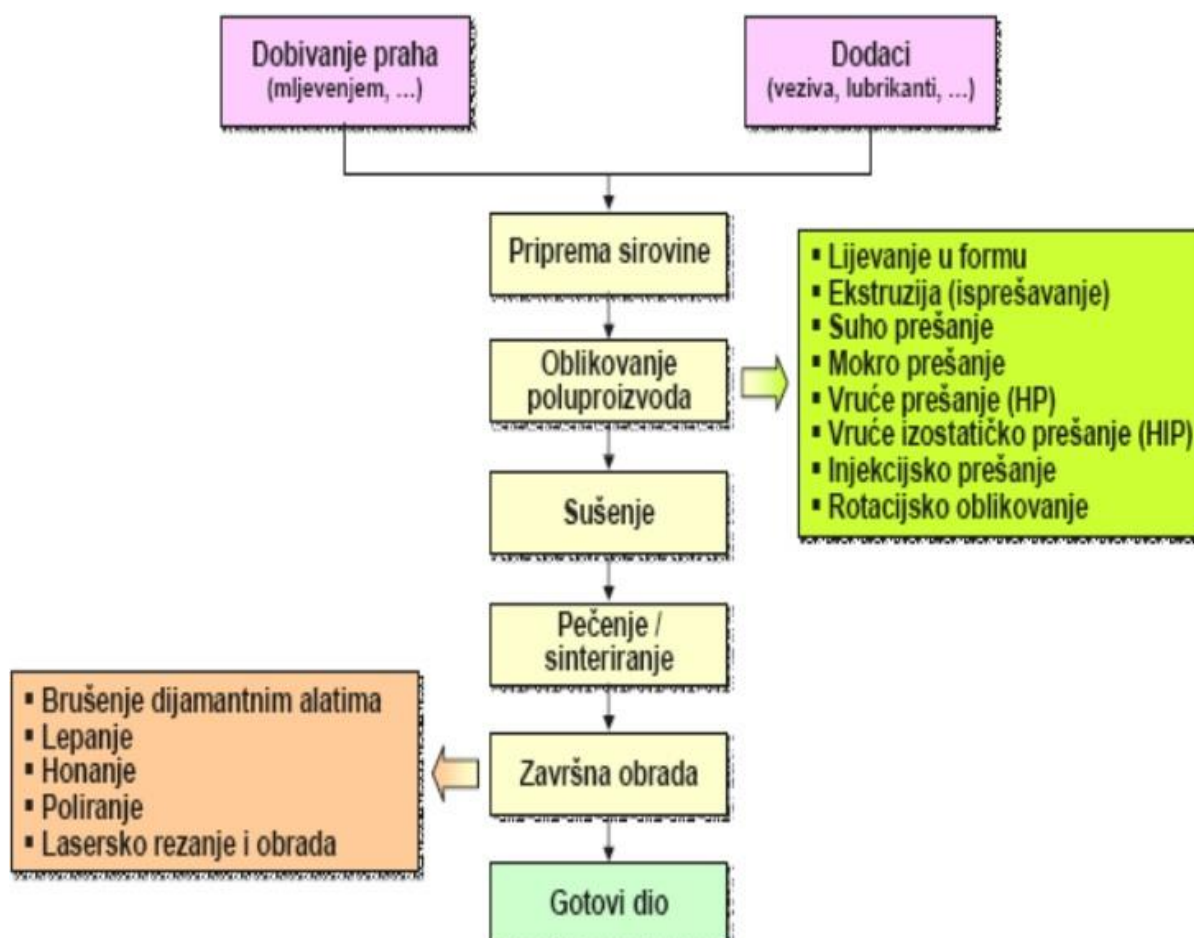 Dobivanje praha
(mljevenjem, ...)
Dodaci
(veziva, lubrikanti, ...)
Priprema sirovine
Oblikovanje
poluproizvoda
▪ Lijevanje u formu
▪ Ekstruzija (isprešavanje)
▪ Suho prešanje
▪ Mokro prešanje
▪ Vruće prešanje (HP)
▪ Vruće izostatičko prešanje (HIP)
▪ Injekcijsko prešanje
▪ Rotacijsko oblikovanje
Sušenje
Pečenje /
sinteriranje
Završna obrada
▪ Brušenje dijamantnim alatima
▪ Lepanje
▪ Honanje
▪ Poliranje
▪ Lasersko rezanje i obrada
Gotovi dio